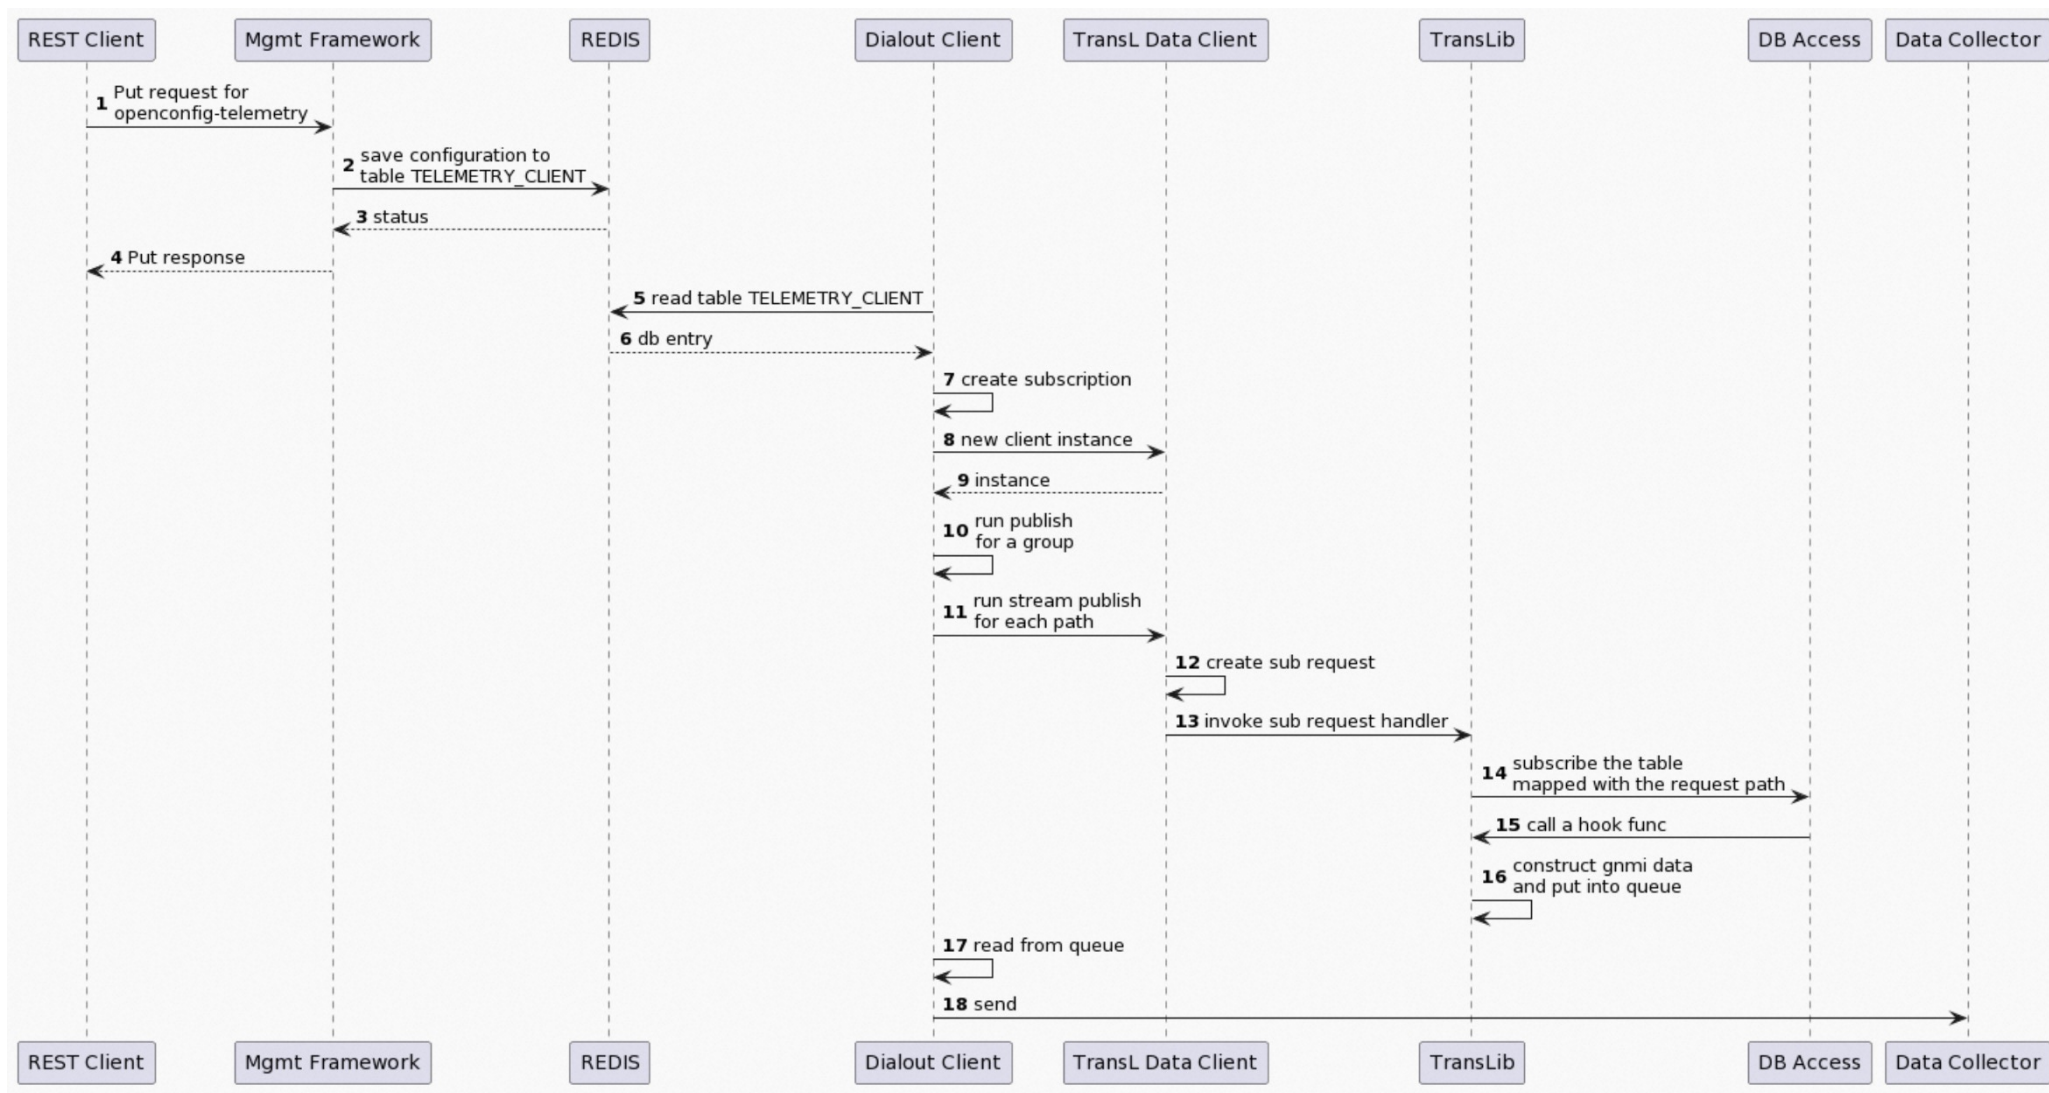 REST Client
Mgmt Framework
REDIS
Dialout Client
TransL Data Client
TransLib
DB Access
Data Collector
1 Put request for
openconfig-telemetry
2 save configuration to
table TELEMETRY_CLIENT
3 status
4 Put response
5 read table TELEMETRY_CLIENT
6 db entry
7 create subscription
8 new client instance
9 instance
10 run publish
for a group
11 run stream publish
for each path
12 create sub request
13 invoke sub request handler
14 subscribe the table
mapped with the request path
15 call a hook func
16 construct gnmi data
and put into queue
17 read from queue
18 send
REST Client
Mgmt Framework
REDIS
Dialout Client
TransL Data Client
TransLib
DB Access
Data Collector